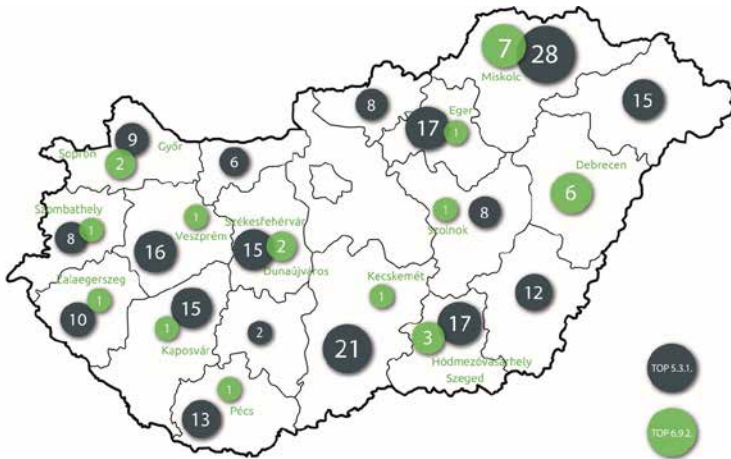 7
28
Miskolc
8
15
Eger
17
1
9
Győr
Sopron
2
6
Debrecen
6
1
8
Szolnok
Szombathely
8
1
1
Veszprém
16
Székesfehérvár
15
2
Dunaújváros
Kecskemét
1
12
Zalaegerszeg
1
10
15
1
Kaposvár
2
21
3
17
Hódmezővásárhely
Szeged
1
Pécs
13
TOP 5.3.1.
TOP 6.9.2.